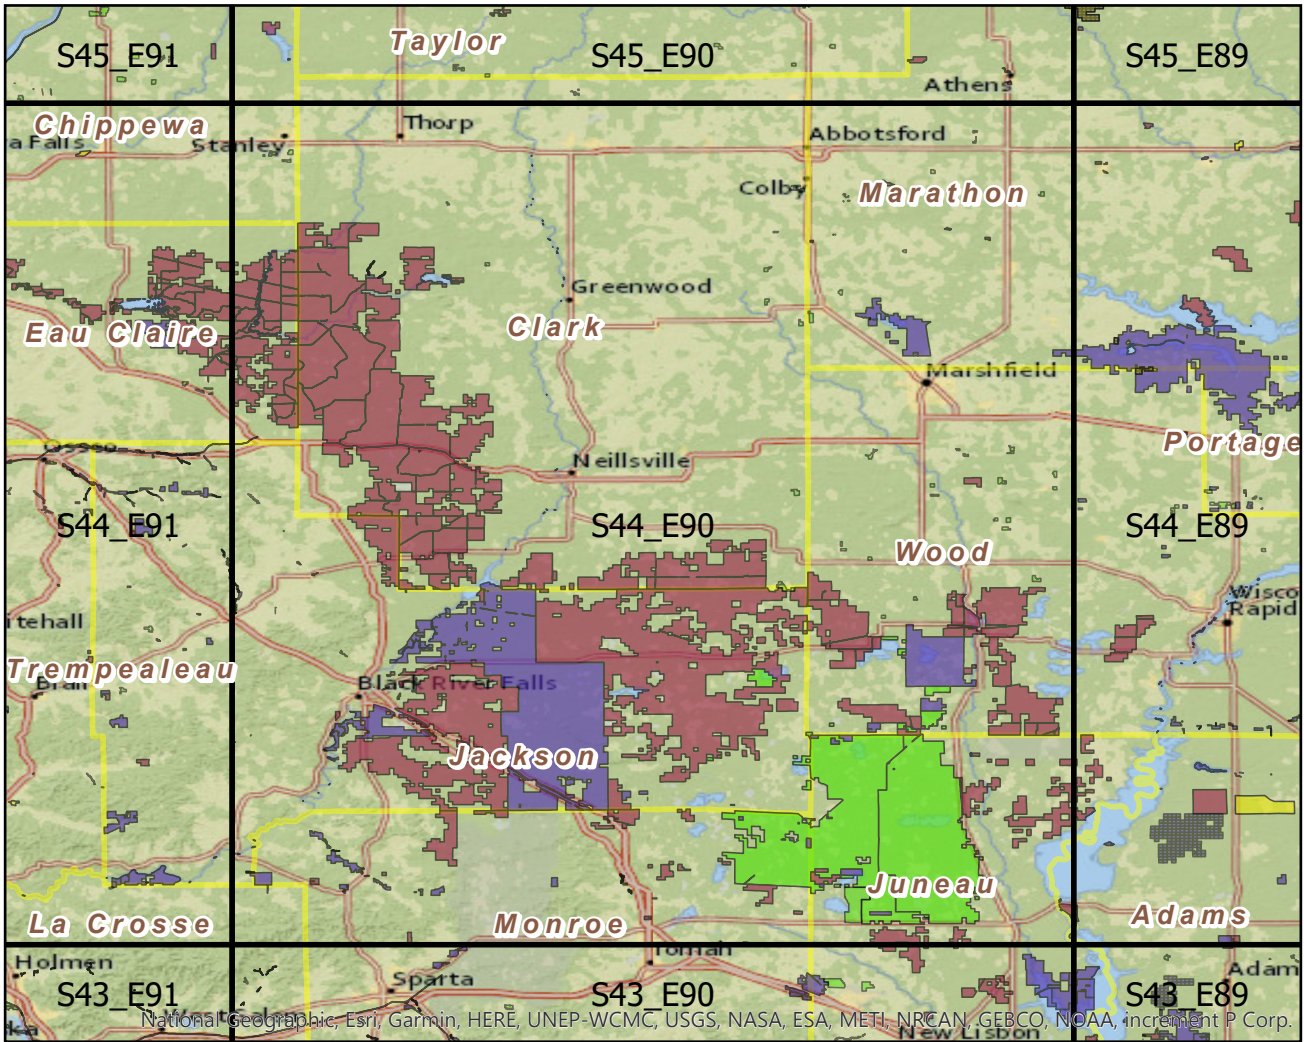 S45_E91
Taylor
S45_E90
S45_E89
Athens
Chippewa
Thorp
a Falls
Stanley
Abbotsford
Colby
Marathon
Greenwood
Eau Claire
Clark
Marshfield
Osseo
Portage
Neillsville
S44_E91
S44_E90
S44_E89
Wood
Wisco
Rapid
itehall
Trempealeau
Black River Falls
Jackson
Juneau
La Crosse
Monroe
Adams
Tomah
Holmen
Sparta
Adam
S43_E91
S43_E90
S43_E89
National Geographic, Esri, Garmin, HERE, UNEP-WCMC, USGS, NASA, ESA, METI, NRCAN, GEBCO, NOAA, increment P Corp.
ka
New Lisbon